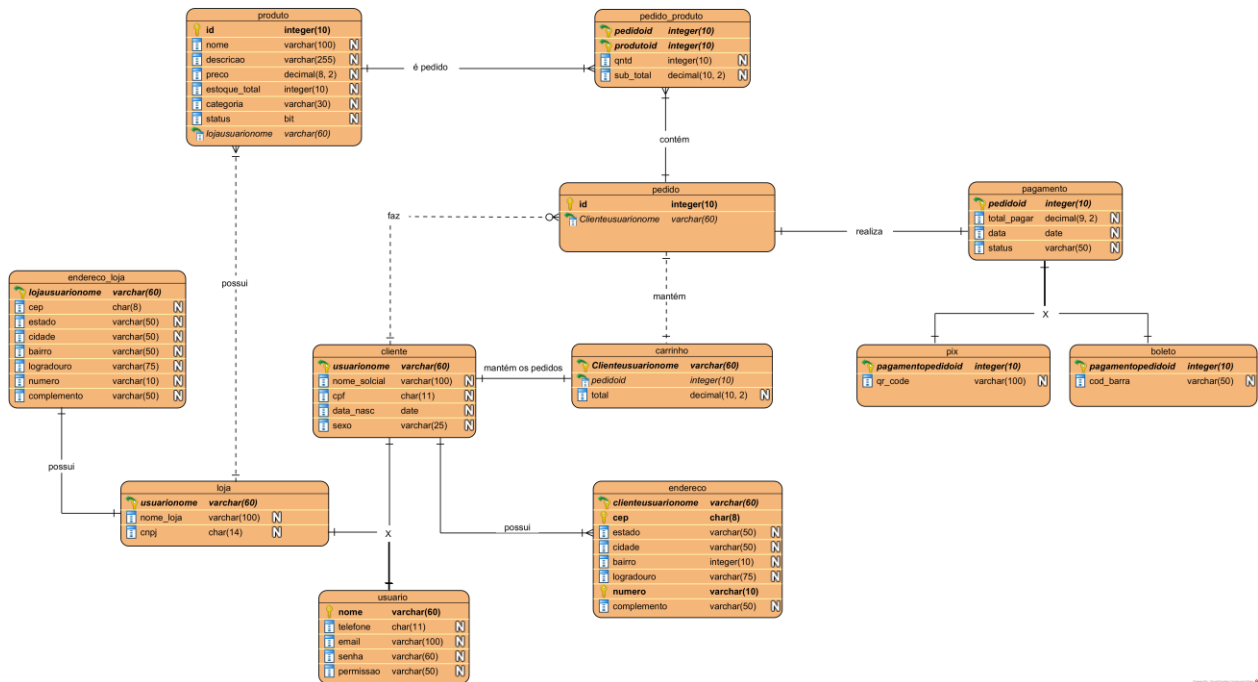 produto
id integer(10)
nome varchar(100) N
descricao varchar(255) N
preco decimal(8, 2) N
estoque_total integer(10) N
categoria varchar(30) N
status bit N
lojausuarionome varchar(60)
é pedido
pedido_produto
pedidoid integer(10)
produtoid integer(10)
qntd integer(10) N
sub_total decimal(10, 2) N
contém
pedido
id integer(10)
Clienteusuarionome varchar(60)
faz
realiza
pagamento
pedidoid integer(10)
total_pagar decimal(9, 2) N
data date N
status varchar(50) N
X
possui
mantém
endereco_loja
lojausuarionome varchar(60)
cep char(8) N
estado varchar(50) N
cidade varchar(50) N
bairro varchar(50) N
logradouro varchar(75) N
numero varchar(10) N
complemento varchar(50) N
cliente
usuarionome varchar(60)
nome_solcial varchar(100) N
cpf char(11) N
data_nasc date N
sexo varchar(25) N
mantém os pedidos
carrinho
Clienteusuarionome varchar(60)
pedidoid integer(10)
total decimal(10, 2) N
pix
pagamentopedidoid integer(10)
qr_code varchar(100) N
boleto
pagamentopedidoid integer(10)
cod_barra varchar(50) N
possui
loja
usuarionome varchar(60)
nome_loja varchar(100) N
cnpj char(14) N
X
possui
endereco
clienteusuarionome varchar(60)
cep char(8)
estado varchar(50) N
cidade varchar(50) N
bairro integer(10) N
logradouro varchar(75) N
numero varchar(10)
complemento varchar(50) N
usuario
nome varchar(60)
telefone char(11) N
email varchar(100) N
senha varchar(60) N
permissao varchar(50) N